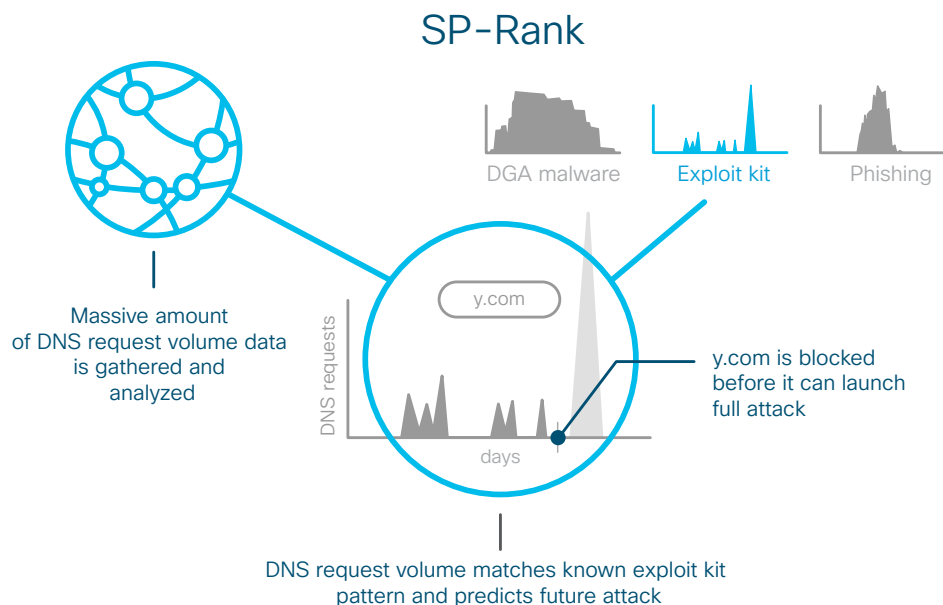 SP-Rank
DGA malware
Exploit kit
Phishing
Massive amount
of DNS request volume data
is gathered and
analyzed
y.com
DNS requests
days
y.com is blocked
before it can launch
full attack
DNS request volume matches known exploit kit
pattern and predicts future attack